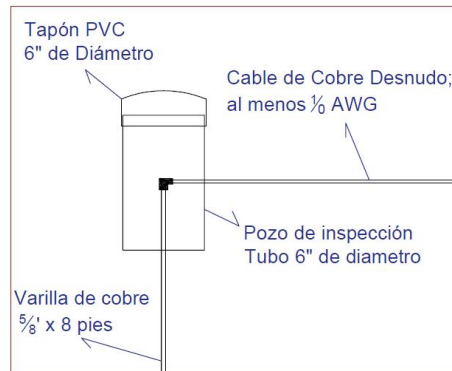 Tapón PVC
6" de Diámetro
Cable de Cobre Desnudo;
al menos 1/0 AWG
Pozo de inspección
Tubo 6" de diametro
Varilla de cobre
5/8' x 8 pies